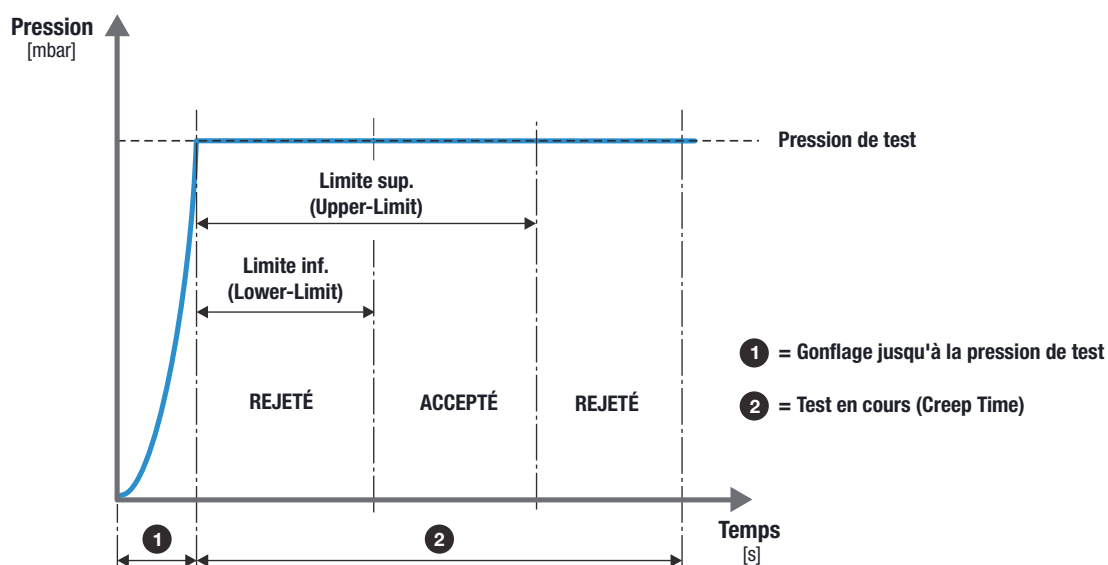 Pression
[mbar]
Pression de test
Limite sup.
(Upper-Limit)
Limite inf.
(Lower-Limit)
1 = Gonflage jusqu'à la pression de test
REJETÉ
ACCEPTÉ
REJETÉ
2 = Test en cours (Creep Time)
Temps
[s]
1
2